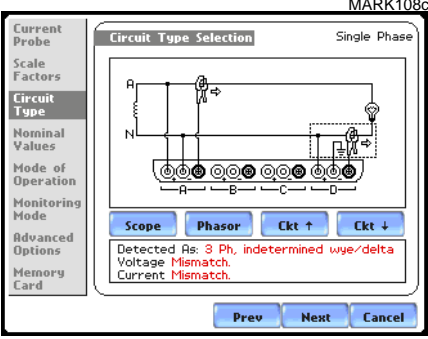 MARK108c
Current
Probe
Scale
Factors
Circuit
Type
Nominal
Values
Mode of
Operation
Monitoring
Mode
Advanced
Options
Memory
Card
Circuit Type Selection Single Phase
A
N
+ - + - + - + -
A B C D
Scope Phasor Ckt ↑ Ckt ↓
Detected As: 3 Ph, indetermined wye/delta
Voltage Mismatch.
Current Mismatch.
Prev Next Cancel